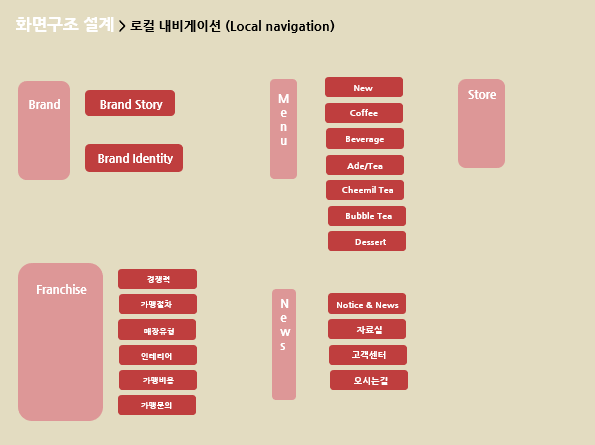 화면구조 설계 > 로컬 내비게이션 (Local navigation)
Brand
Brand Story
Brand Identity
Menu
New
Coffee
Beverage
Ade/Tea
Cheemil Tea
Bubble Tea
Dessert
Store
Franchise
경쟁력
가맹절차
매장유형
인테리어
가맹비용
가맹문의
News
Notice & News
자료실
고객센터
오시는길